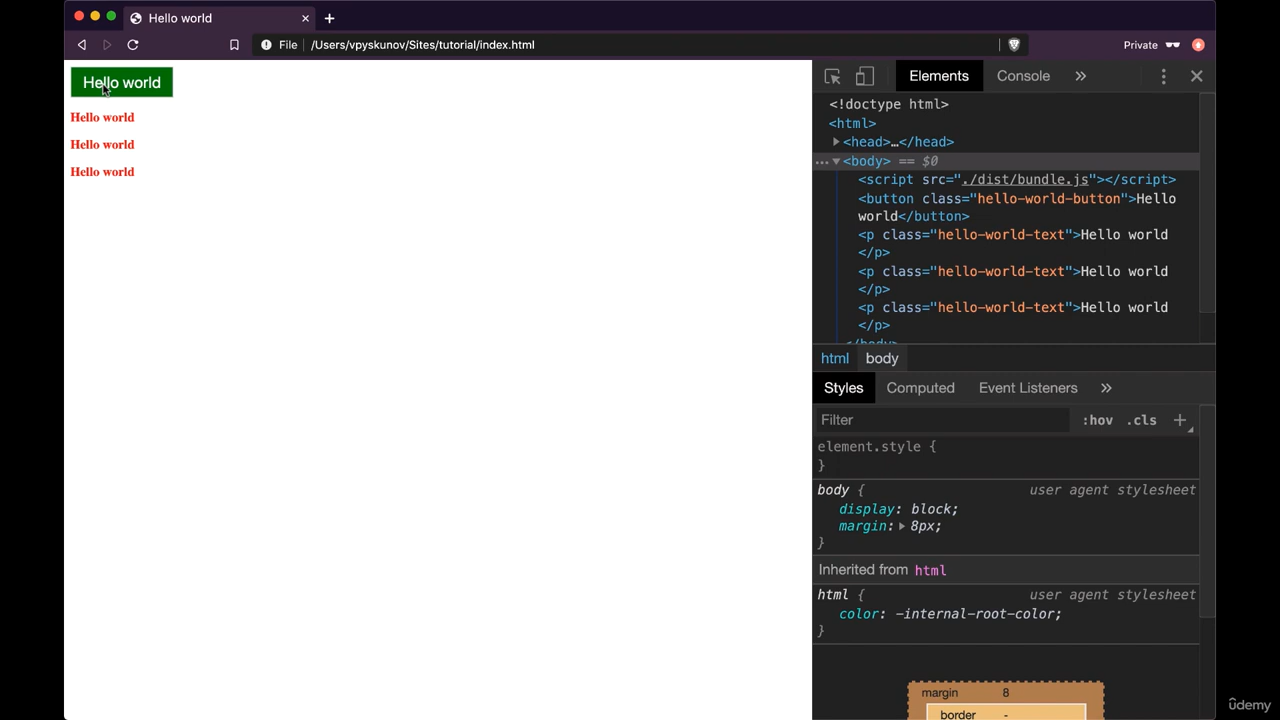 Hello world
File /Users/vpyskunov/Sites/tutorial/index.html Private
Hello world
Hello world
Hello world
Hello world
Elements Console »
<!doctype html>
<html>
▶<head>…</head>
… ▼<body> == $0
<script src="./dist/bundle.js"></script>
<button class="hello-world-button">Hello
world</button>
<p class="hello-world-text">Hello world
</p>
<p class="hello-world-text">Hello world
</p>
<p class="hello-world-text">Hello world
</p>
</body>
html body
Styles Computed Event Listeners »
Filter :hov .cls +
element.style {
}
body { user agent stylesheet
display: block;
margin:▶ 8px;
}
Inherited from html
html { user agent stylesheet
color: -internal-root-color;
}
margin 8
border -
ûdemy